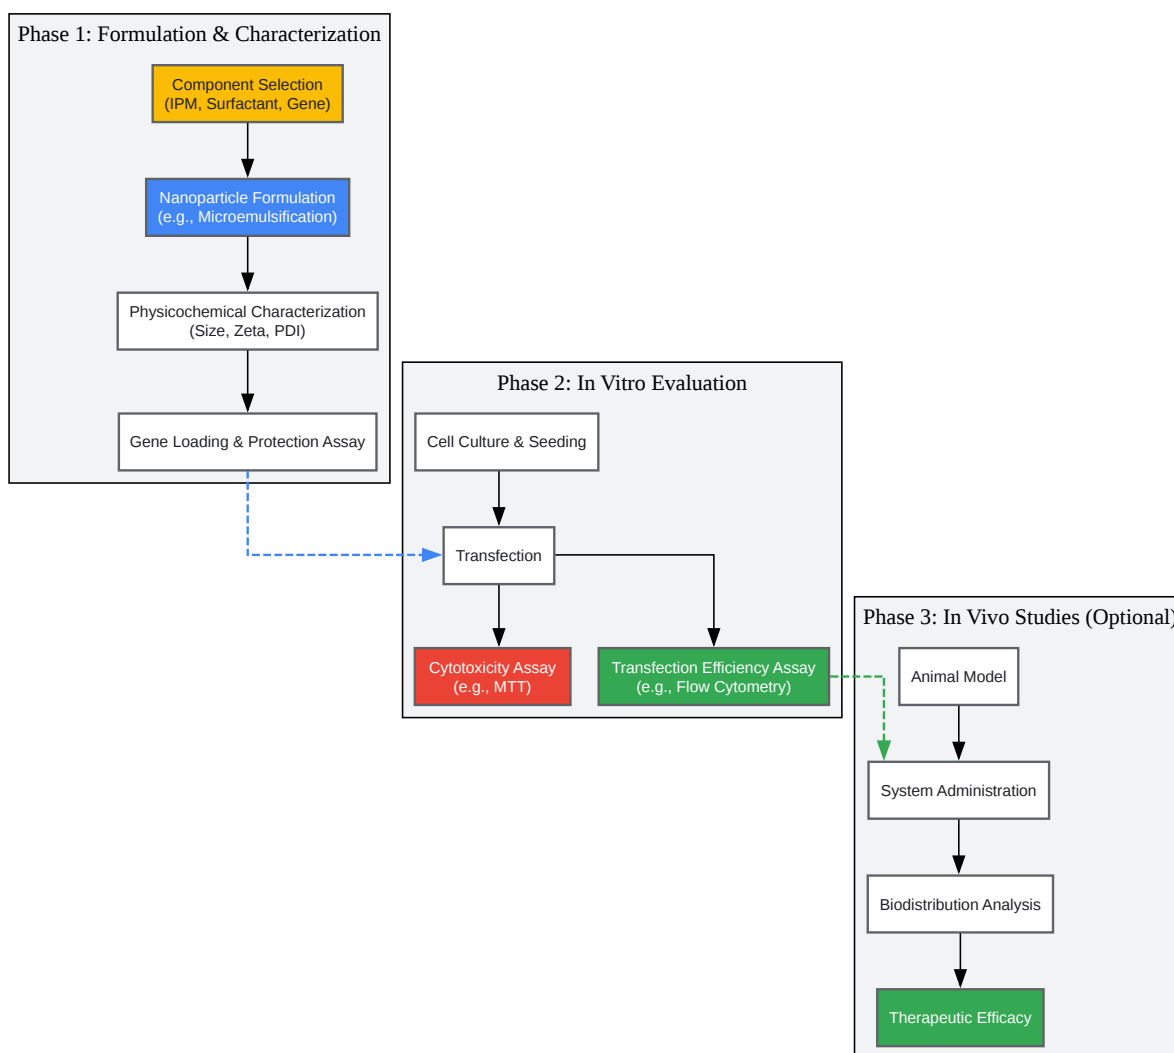 Phase 1: Formulation & Characterization
Component Selection
(IPM, Surfactant, Gene)
Nanoparticle Formulation
(e.g., Microemulsification)
Physicochemical Characterization
(Size, Zeta, PDI)
Gene Loading & Protection Assay
Phase 2: In Vitro Evaluation
Cell Culture & Seeding
Transfection
Cytotoxicity Assay
(e.g., MTT)
Transfection Efficiency Assay
(e.g., Flow Cytometry)
Phase 3: In Vivo Studies (Optional)
Animal Model
System Administration
Biodistribution Analysis
Therapeutic Efficacy